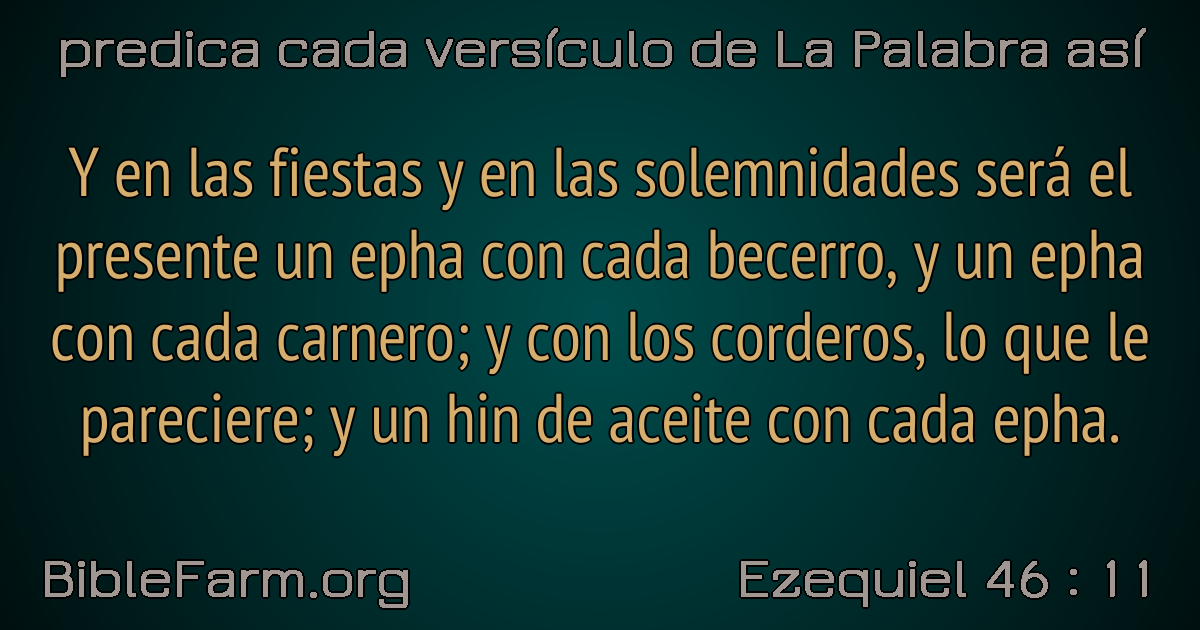 predica cada versículo de La Palabra así
Y en las fiestas y en las solemnidades será el
presente un epha con cada becerro, y un epha
con cada carnero; y con los corderos, lo que le
pareciere; y un hin de aceite con cada epha.
BibleFarm.org
Ezequiel 46 : 11